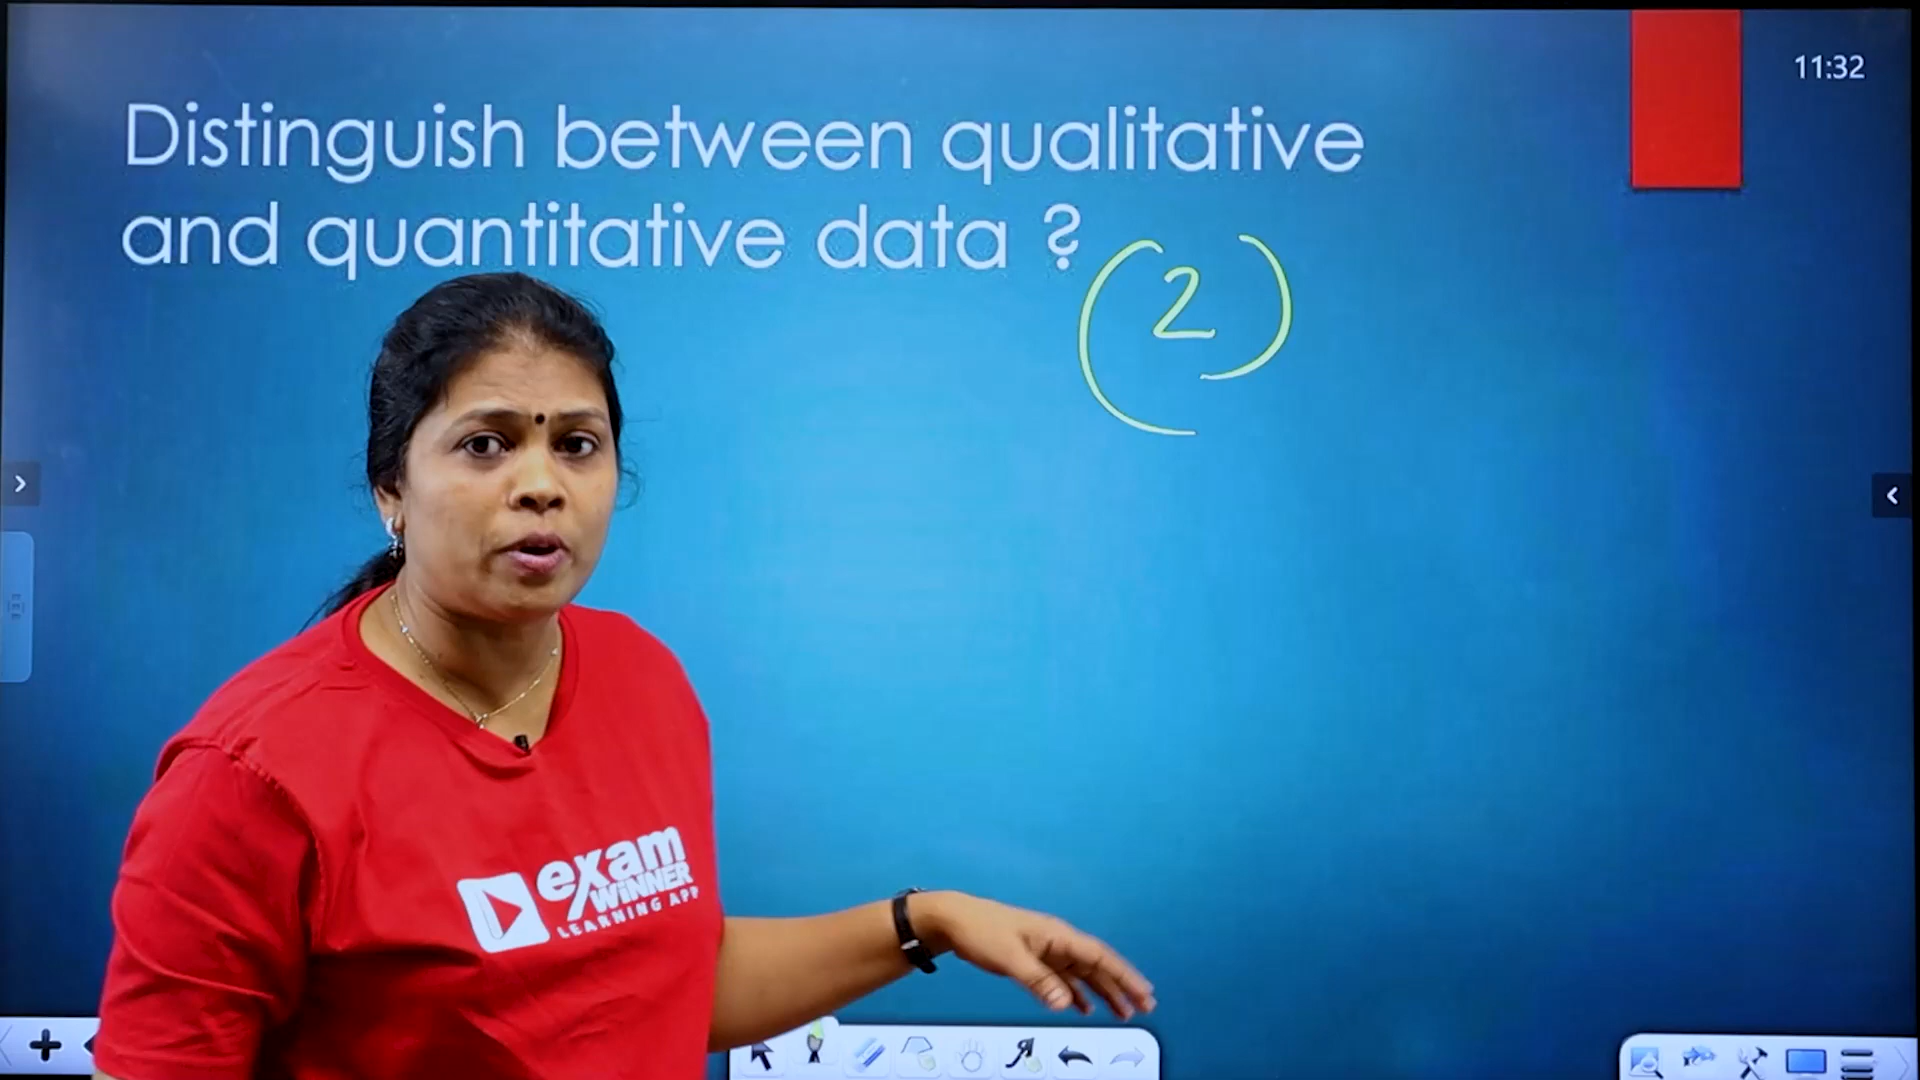 11:32
Distinguish between qualitative
and quantitative data ?
(2)
exam
WINNER
LEARNING APP